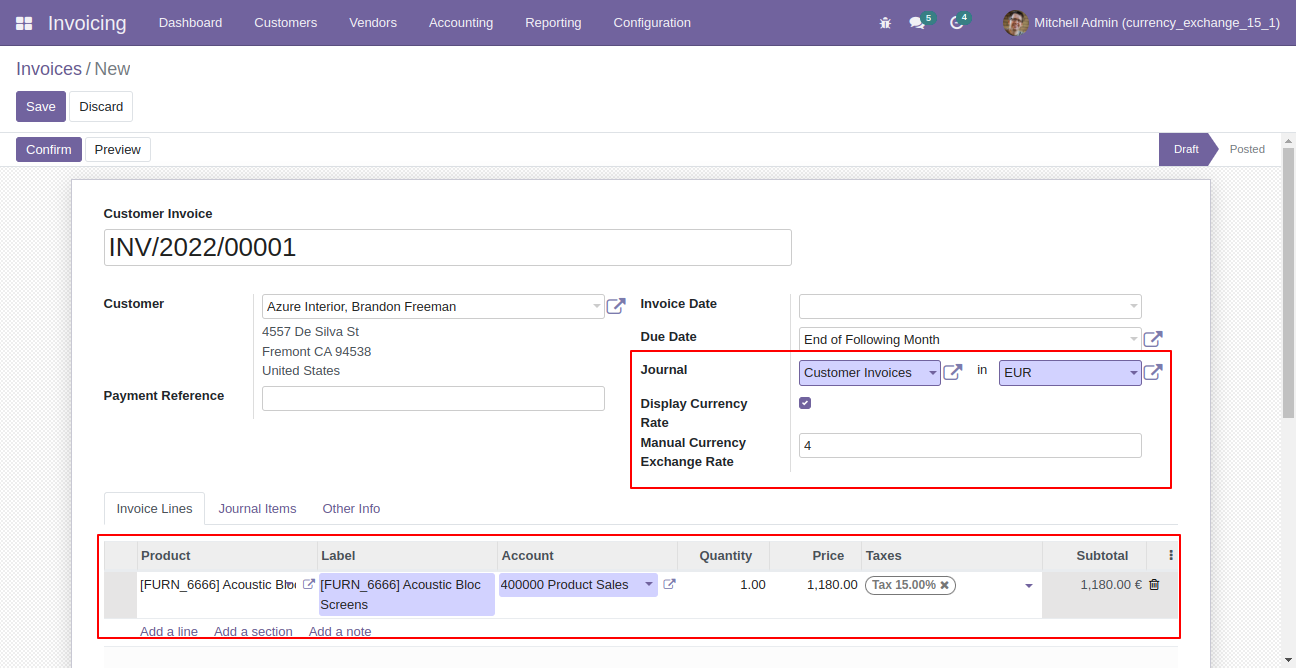 Invoicing Dashboard Customers Vendors Accounting Reporting Configuration 5 4 Mitchell Admin (currency_exchange_15_1)
Invoices / New
Save Discard
Confirm Preview Draft Posted
Customer Invoice
INV/2022/00001
Customer Azure Interior, Brandon Freeman
4557 De Silva St
Fremont CA 94538
United States
Payment Reference
Invoice Date
Due Date End of Following Month
Journal Customer Invoices in EUR
Display Currency
Rate
Manual Currency
Exchange Rate 4
Invoice Lines Journal Items Other Info
Product Label Account Quantity Price Taxes Subtotal
[FURN_6666] Acoustic Blo [FURN_6666] Acoustic Bloc
Screens 400000 Product Sales 1.00 1,180.00 Tax 15.00% 1,180.00 €
Add a line Add a section Add a note